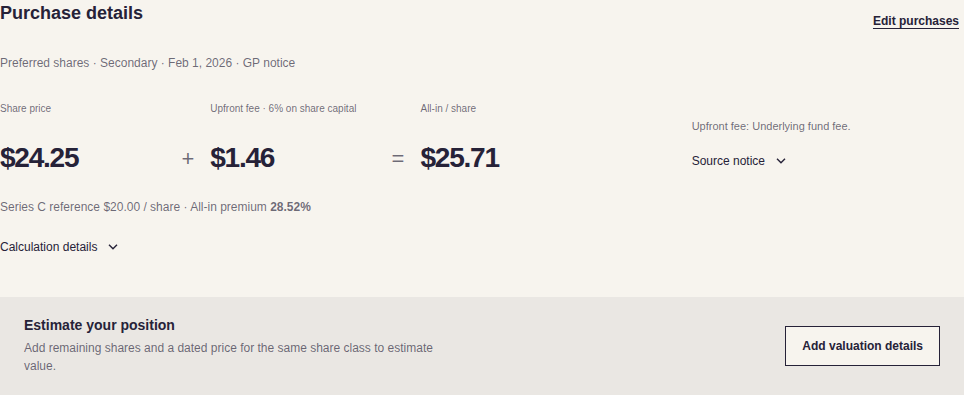 Purchase details
Edit purchases
Preferred shares · Secondary · Feb 1, 2026 · GP notice
Share price
Upfront fee · 6% on share capital
All-in / share
$24.25
+
$1.46
=
$25.71
Upfront fee: Underlying fund fee.
Source notice
Series C reference $20.00 / share · All-in premium 28.52%
Calculation details
Estimate your position
Add remaining shares and a dated price for the same share class to estimate
value.
Add valuation details